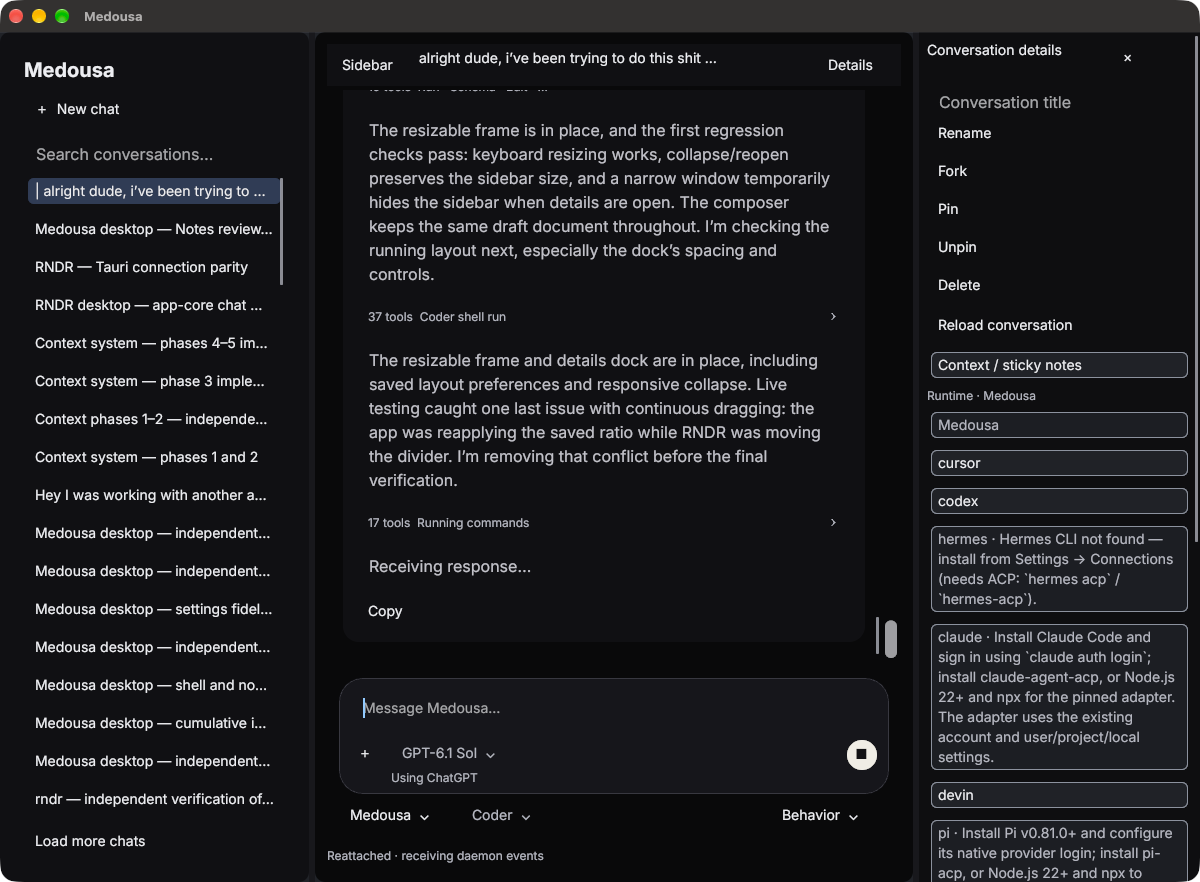 Medousa
Medousa
+ New chat
Search conversations...
alright dude, i've been trying to ...
Medousa desktop — Notes review...
RNDR — Tauri connection parity
RNDR desktop — app-core chat ...
Context system — phases 4–5 im...
Context system — phase 3 imple...
Context phases 1–2 — independe...
Context system — phases 1 and 2
Hey I was working with another a...
Medousa desktop — independent...
Medousa desktop — independent...
Medousa desktop — settings fidel...
Medousa desktop — independent...
Medousa desktop — shell and no...
Medousa desktop — cumulative i...
Medousa desktop — independent...
rndr — independent verification of...
Load more chats
Sidebar
alright dude, i've been trying to do this shit ...
Details
The resizable frame is in place, and the first regression
checks pass: keyboard resizing works, collapse/reopen
preserves the sidebar size, and a narrow window temporarily
hides the sidebar when details are open. The composer
keeps the same draft document throughout. I'm checking the
running layout next, especially the dock's spacing and
controls.
37 tools Coder shell run
The resizable frame and details dock are in place, including
saved layout preferences and responsive collapse. Live
testing caught one last issue with continuous dragging: the
app was reapplying the saved ratio while RNDR was moving
the divider. I'm removing that conflict before the final
verification.
17 tools Running commands
Receiving response...
Copy
Message Medousa...
+
GPT-6.1 Sol
Using ChatGPT
Medousa
Coder
Behavior
Reattached · receiving daemon events
Conversation details
×
Conversation title
Rename
Fork
Pin
Unpin
Delete
Reload conversation
Context / sticky notes
Runtime · Medousa
Medousa
cursor
codex
hermes · Hermes CLI not found —
install from Settings → Connections
(needs ACP: `hermes acp` /
`hermes-acp`).
claude · Install Claude Code and
sign in using `claude auth login`;
install claude-agent-acp, or Node.js
22+ and npx for the pinned adapter.
The adapter uses the existing
account and user/project/local
settings.
devin
pi · Install Pi v0.81.0+ and configure
its native provider login; install pi-
acp, or Node.js 22+ and npx to